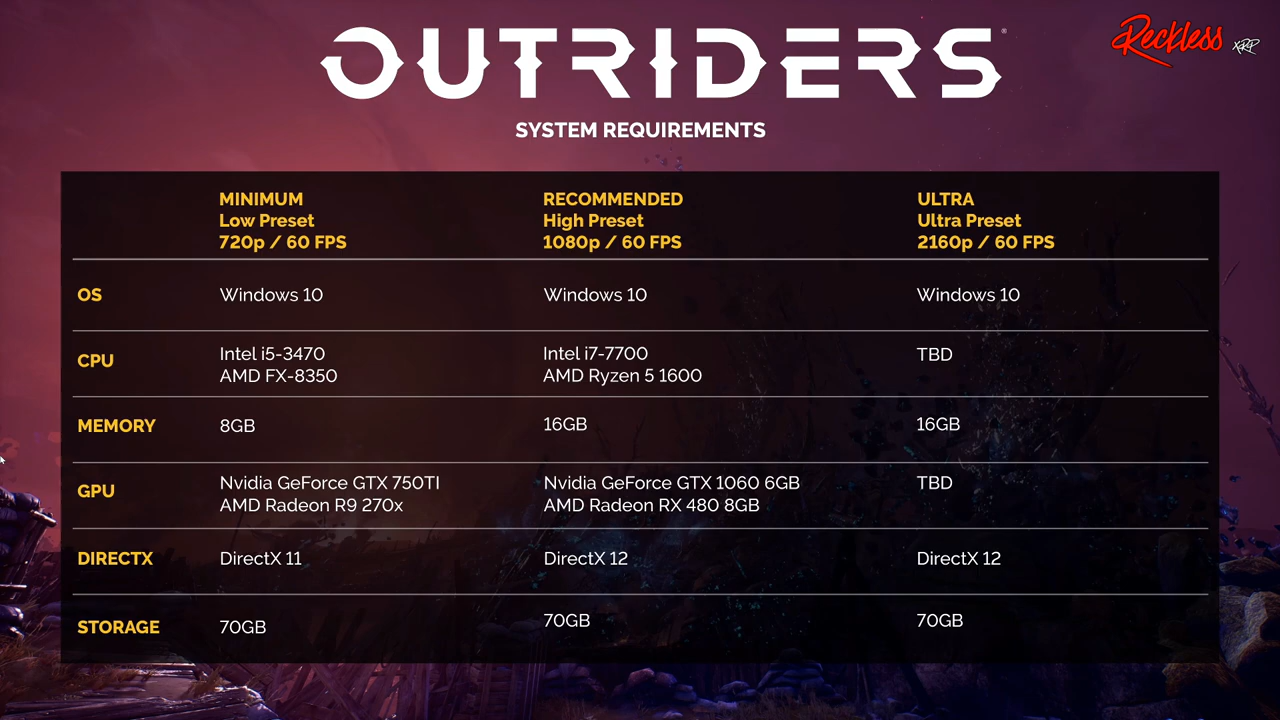 OUTRIDERS®
Reckless
XRP
SYSTEM REQUIREMENTS
MINIMUM
Low Preset
720p / 60 FPS
RECOMMENDED
High Preset
1080p / 60 FPS
ULTRA
Ultra Preset
2160p / 60 FPS
OS
Windows 10
Windows 10
Windows 10
CPU
Intel i5-3470
AMD FX-8350
Intel i7-7700
AMD Ryzen 5 1600
TBD
MEMORY
8GB
16GB
16GB
GPU
Nvidia GeForce GTX 750TI
AMD Radeon R9 270x
Nvidia GeForce GTX 1060 6GB
AMD Radeon RX 480 8GB
TBD
DIRECTX
DirectX 11
DirectX 12
DirectX 12
STORAGE
70GB
70GB
70GB